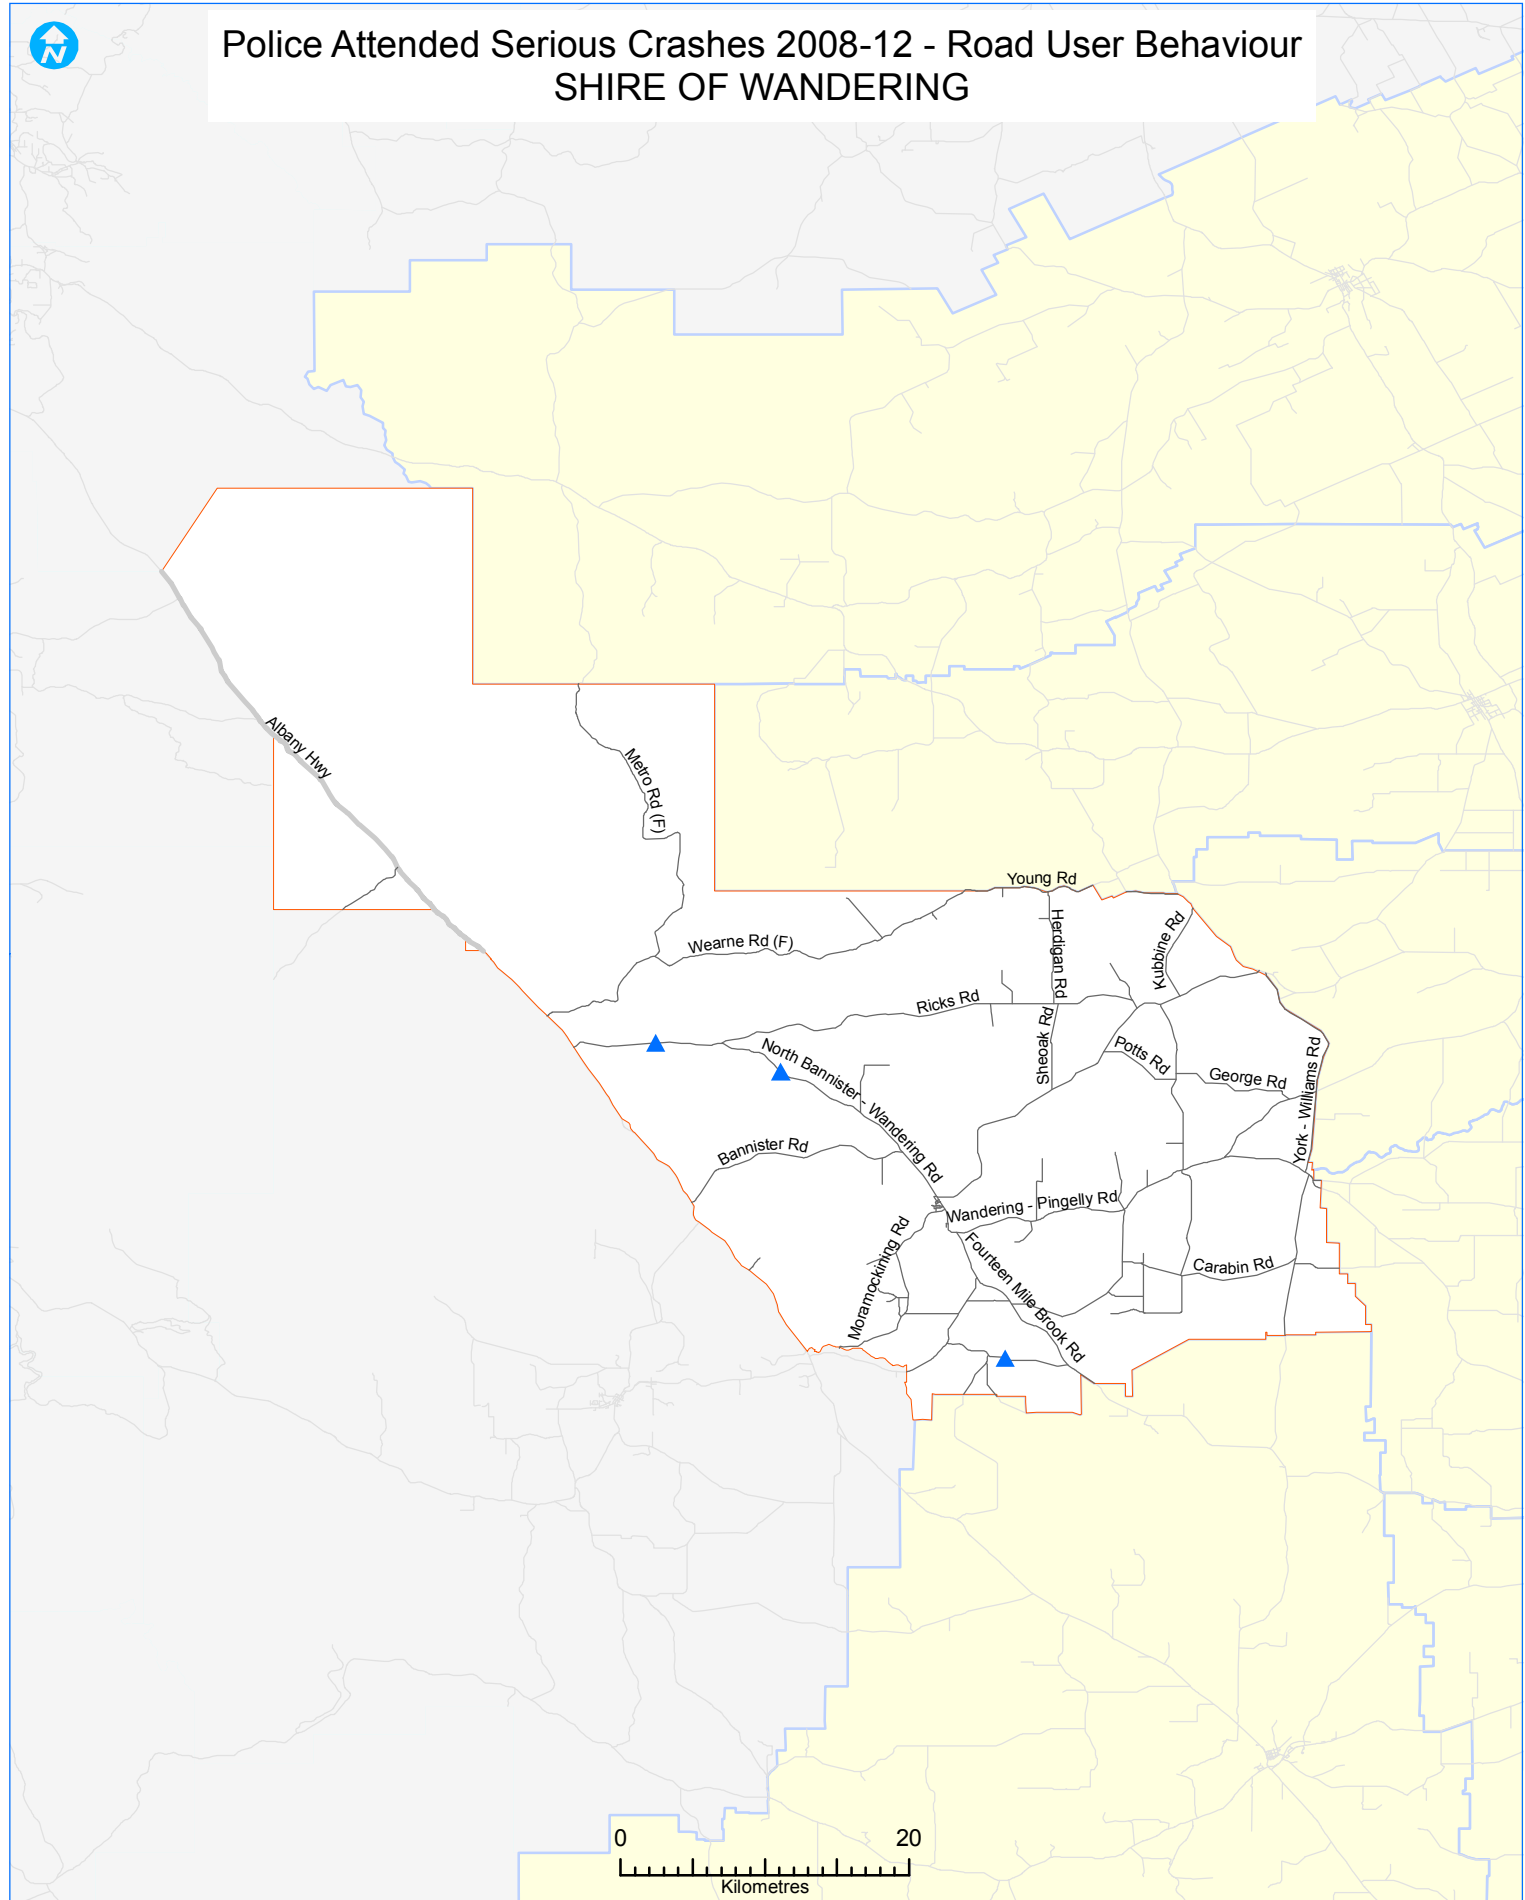 N
Police Attended Serious Crashes 2008-12 - Road User Behaviour
SHIRE OF WANDERING
Albany Hwy
Metro Rd (F)
Young Rd
Wearne Rd (F)
Herdigan Rd
Kubbine Rd
Ricks Rd
Sheoak Rd
Potts Rd
George Rd
York - Williams Rd
North Bannister - Wandering Rd
Bannister Rd
Wandering - Pingelly Rd
Moramockining Rd
Fourteen Mile Brook Rd
Carabin Rd
0 20
Kilometres